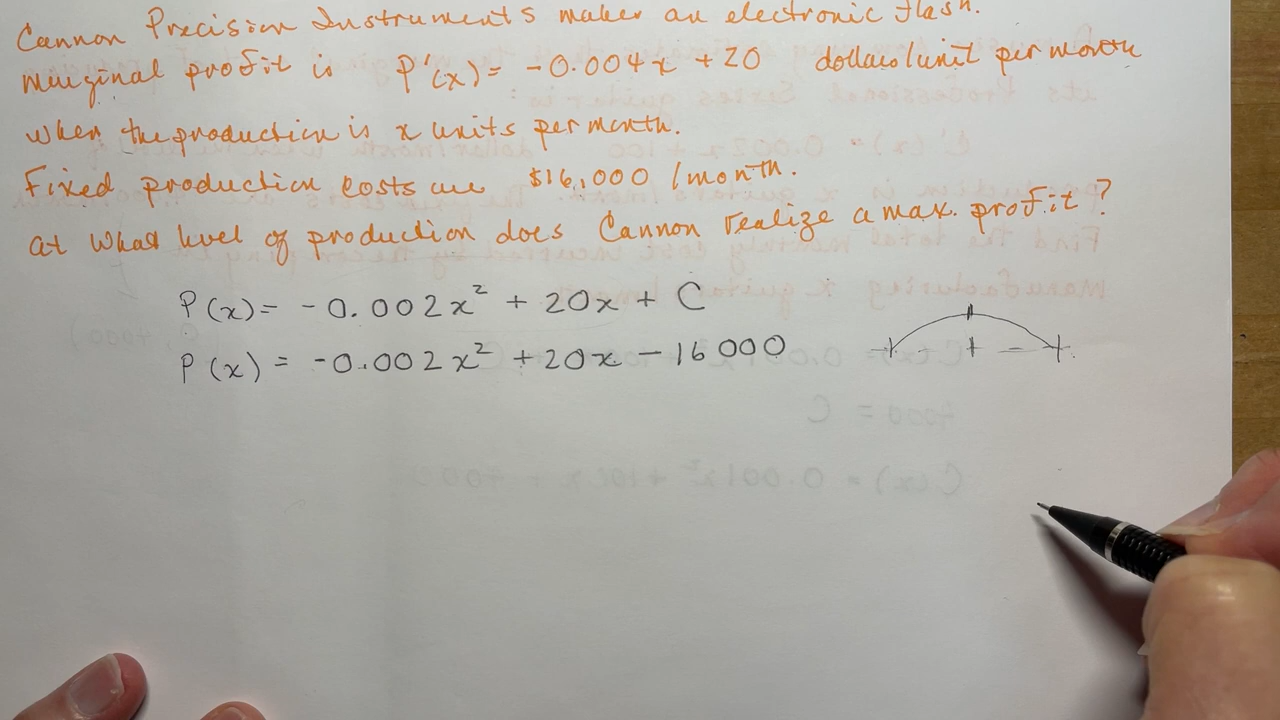 Cannon Precision Instruments makes an electronic flash.
marginal profit is P'(x) = -0.004x + 20 dollars/unit per month
when the production is x units per month.
Fixed production costs are $16,000 /month.
at what level of production does Cannon realize a max. profit?
P(x) = -0.002x² + 20x + C
P(x) = -0.002x² + 20x - 16000